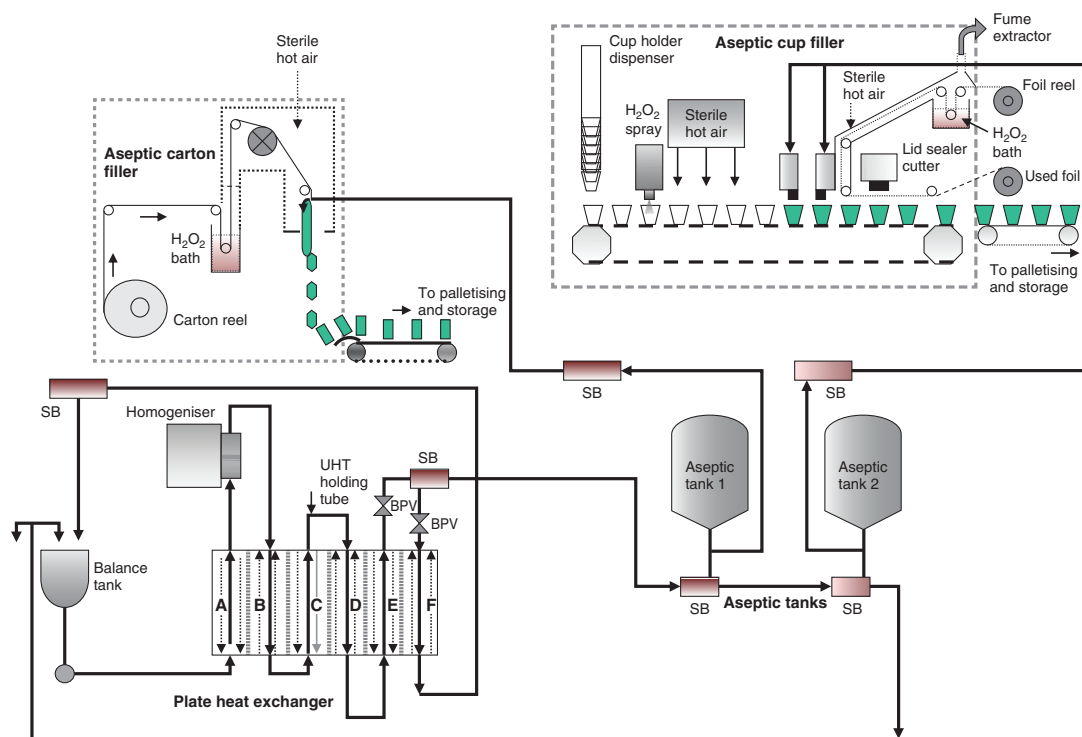 Sterile
hot air
Aseptic carton
filler
H₂O₂
bath
Carton reel
To palletising
and storage
Cup holder
dispenser
Aseptic cup filler
Fume
extractor
H₂O₂
spray
Sterile
hot air
Sterile
hot air
Foil reel
H₂O₂
bath
Lid sealer
cutter
Used foil
To palletising
and storage
SB
Homogeniser
UHT
holding
tube
SB
BPV
BPV
Balance
tank
A
B
C
D
E
F
Plate heat exchanger
SB
SB
Aseptic
tank 1
Aseptic
tank 2
SB
Aseptic tanks
SB